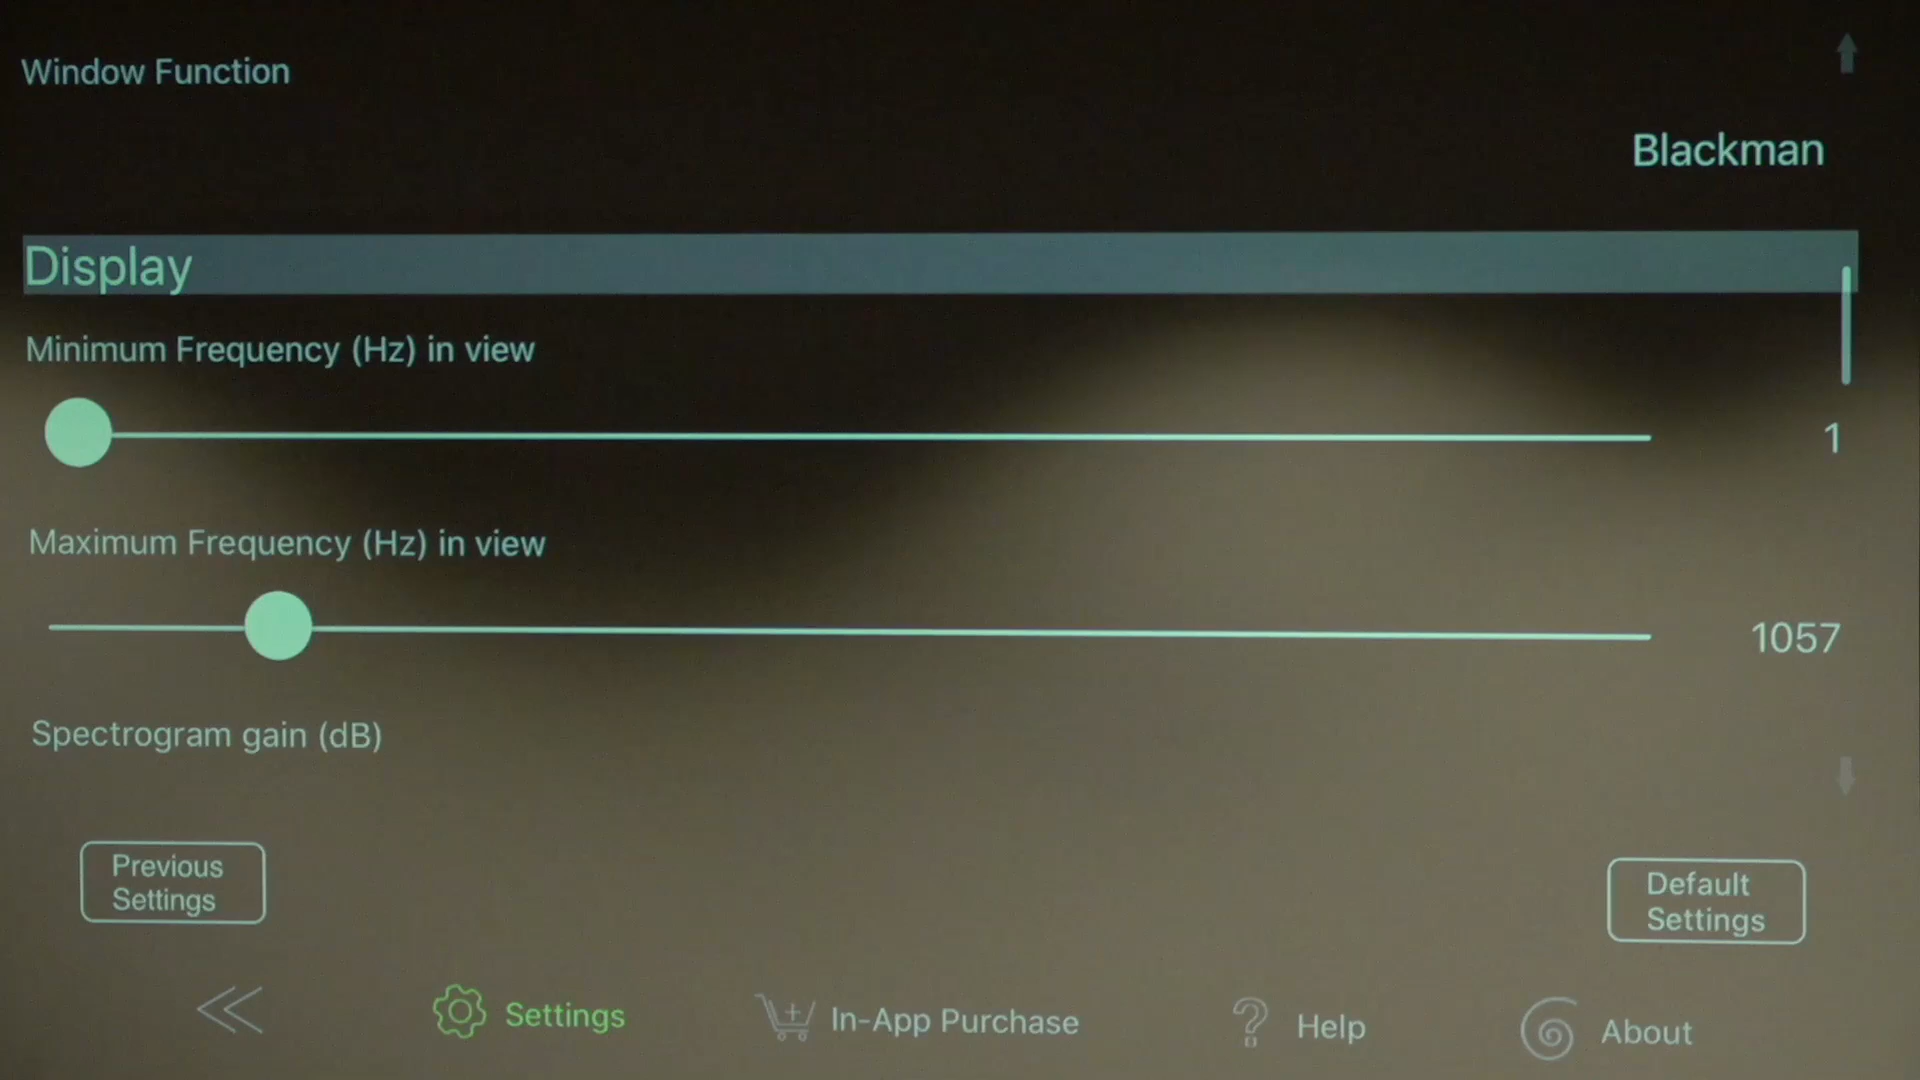 Window Function
Blackman
Display
Minimum Frequency (Hz) in view
1
Maximum Frequency (Hz) in view
1057
Spectrogram gain (dB)
Previous
Settings
Default
Settings
Settings
In-App Purchase
? Help
About